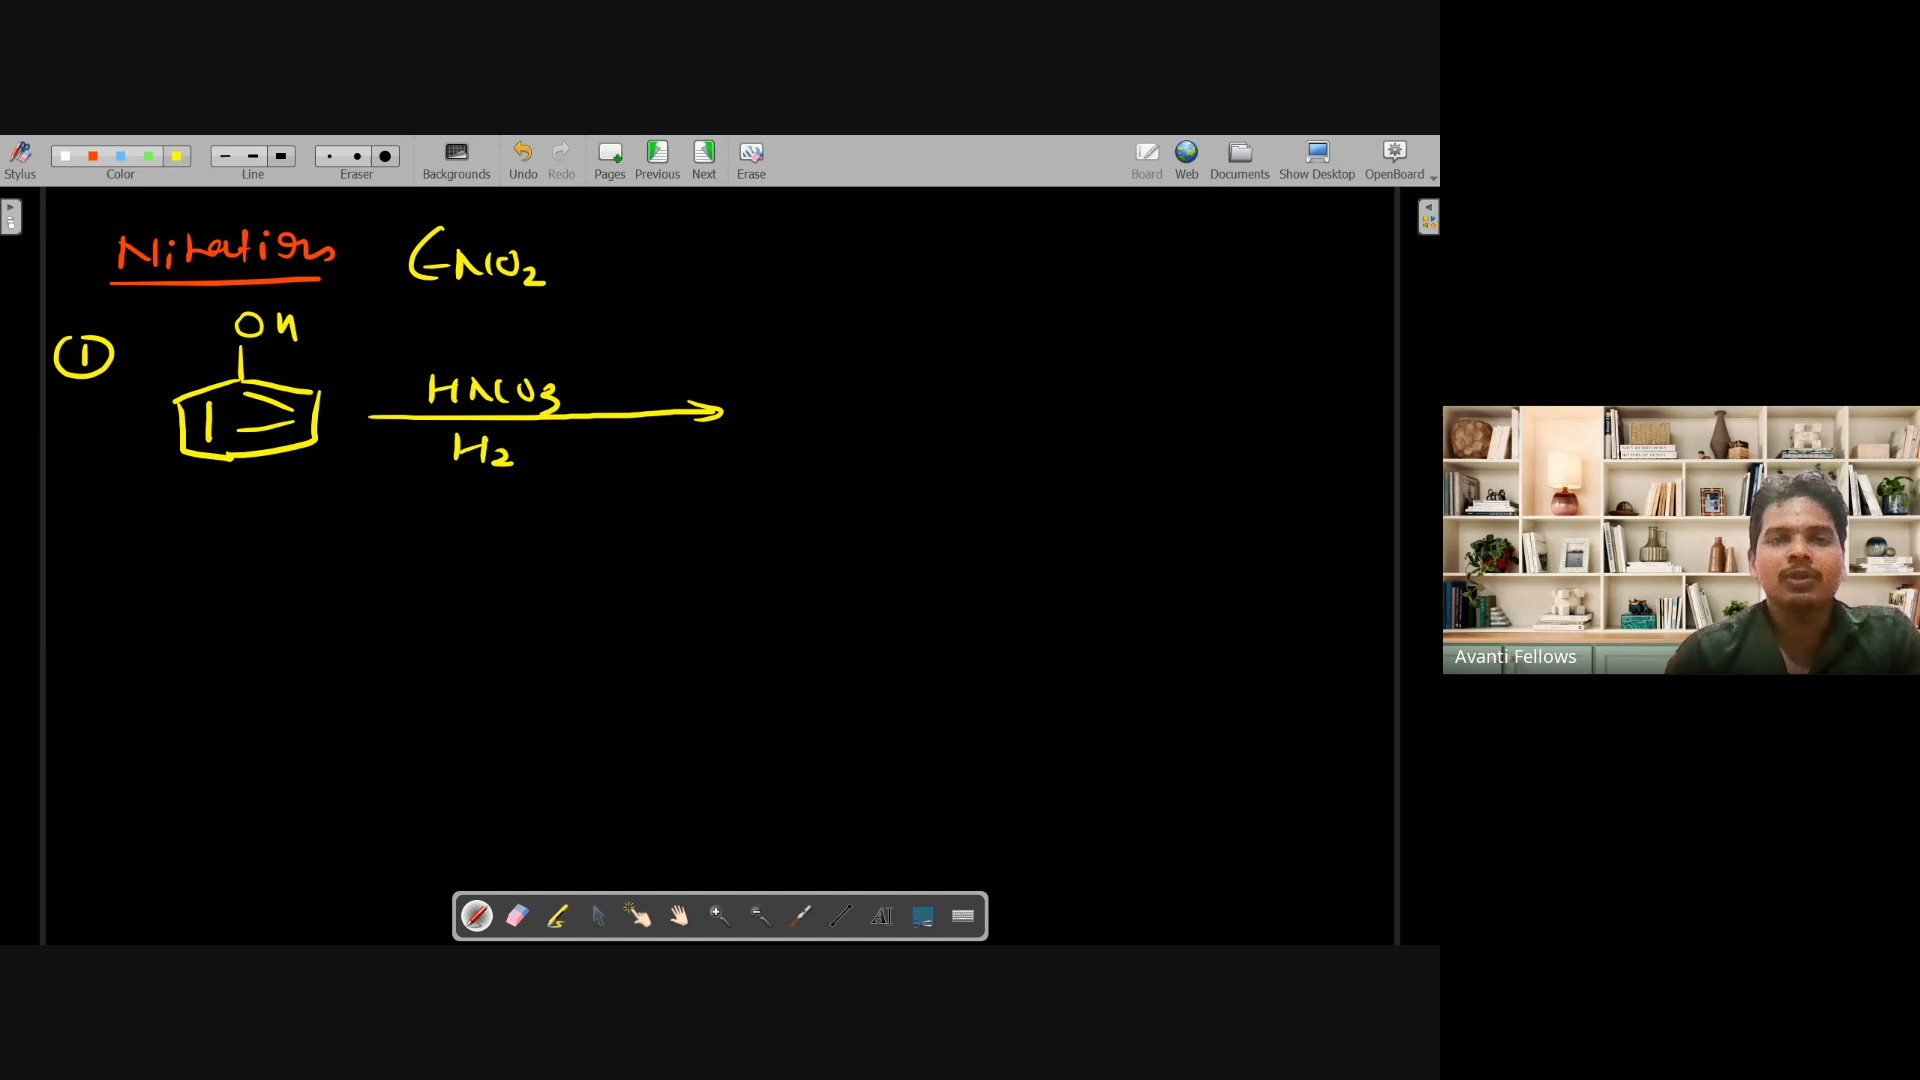 Stylus Color Line Eraser Backgrounds Undo Redo Pages Previous Next Erase Board Web Documents Show Desktop OpenBoard
Nitration (-NO2
OH
1
HNO3
H2
Avanti Fellows